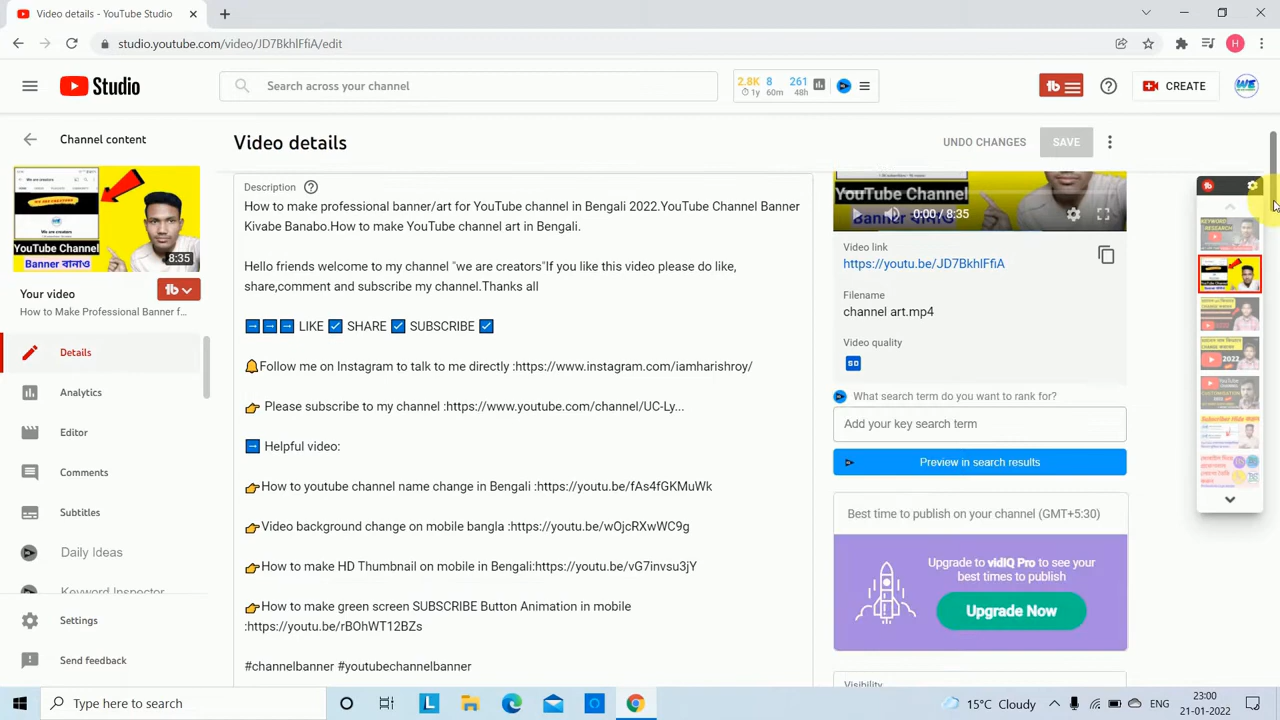 Video details - YouTube Studio
studio.youtube.com/video/JD7BkhlFfiA/edit
Studio
Search across your channel
2.8K 8 261
1y 60m 48h
CREATE
Channel content
Video details
UNDO CHANGES
SAVE
YouTube Channel
Banner বানাও
8:35
Your video
How to Make Professional Banner f...
Details
Analytics
Editor
Comments
Subtitles
Daily Ideas
Keyword Inspector
Settings
Send feedback
Description
How to make professional banner/art for YouTube channel in Bengali 2022.YouTube Channel Banner
Kivabe Banabo.How to make YouTube channel art in Bengali.
Hello friends welcome to my channel "we are creators"If you like this video please do like,
share,comment and subscribe my channel.Thinks all
➡➡➡ LIKE ☑ SHARE ☑ SUBSCRIBE ☑
🔔Follow me on Instagram to talk to me directly :https://www.instagram.com/iamharishroy/
👉 Please subscribe to my channel:https://www.youtube.com/channel/UC-Ly...
➡ Helpful video:
👉How to youtube channel name change in Bengali :https://youtu.be/fAs4fGKMuWk
👉Video background change on mobile bangla :https://youtu.be/wOjcRXwWC9g
👉How to make HD Thumbnail on mobile in Bengali:https://youtu.be/vG7invsu3jY
👉How to make green screen SUBSCRIBE Button Animation in mobile
:https://youtu.be/rBOhWT12BZs
#channelbanner #youtubechannelbanner
YouTube Channel
0:00 / 8:35
Video link
https://youtu.be/JD7BkhlFfiA
Filename
channel art.mp4
Video quality
SD
What search term do you want to rank for?
Add your key search term
Preview in search results
Best time to publish on your channel (GMT+5:30)
Upgrade to vidIQ Pro to see your
best times to publish
Upgrade Now
Visibility
KEYWORD
RESEARCH
2022
Type here to search
15°C Cloudy
ENG
23:00
21-01-2022